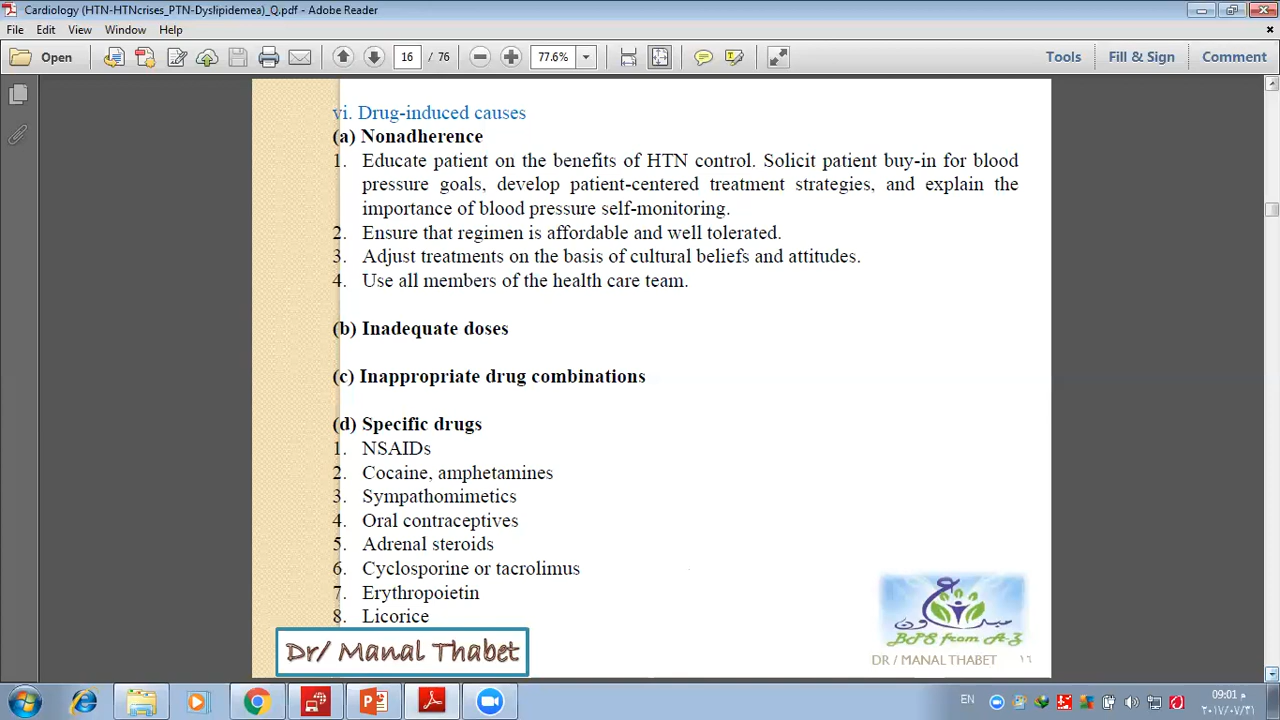 Cardiology (HTN-HTNcrises_PTN-Dyslipidemea)_Q.pdf - Adobe Reader
File Edit View Window Help
Open 16 / 76 77.6% Tools Fill & Sign Comment
vi. Drug-induced causes
(a) Nonadherence
1. Educate patient on the benefits of HTN control. Solicit patient buy-in for blood
pressure goals, develop patient-centered treatment strategies, and explain the
importance of blood pressure self-monitoring.
2. Ensure that regimen is affordable and well tolerated.
3. Adjust treatments on the basis of cultural beliefs and attitudes.
4. Use all members of the health care team.
(b) Inadequate doses
(c) Inappropriate drug combinations
(d) Specific drugs
1. NSAIDs
2. Cocaine, amphetamines
3. Sympathomimetics
4. Oral contraceptives
5. Adrenal steroids
6. Cyclosporine or tacrolimus
7. Erythropoietin
8. Licorice
BPS from A-Z
Dr/ Manal Thabet
DR / MANAL THABET ١٦
EN 09:01 م
٢٠١٧/٠٧/٣١